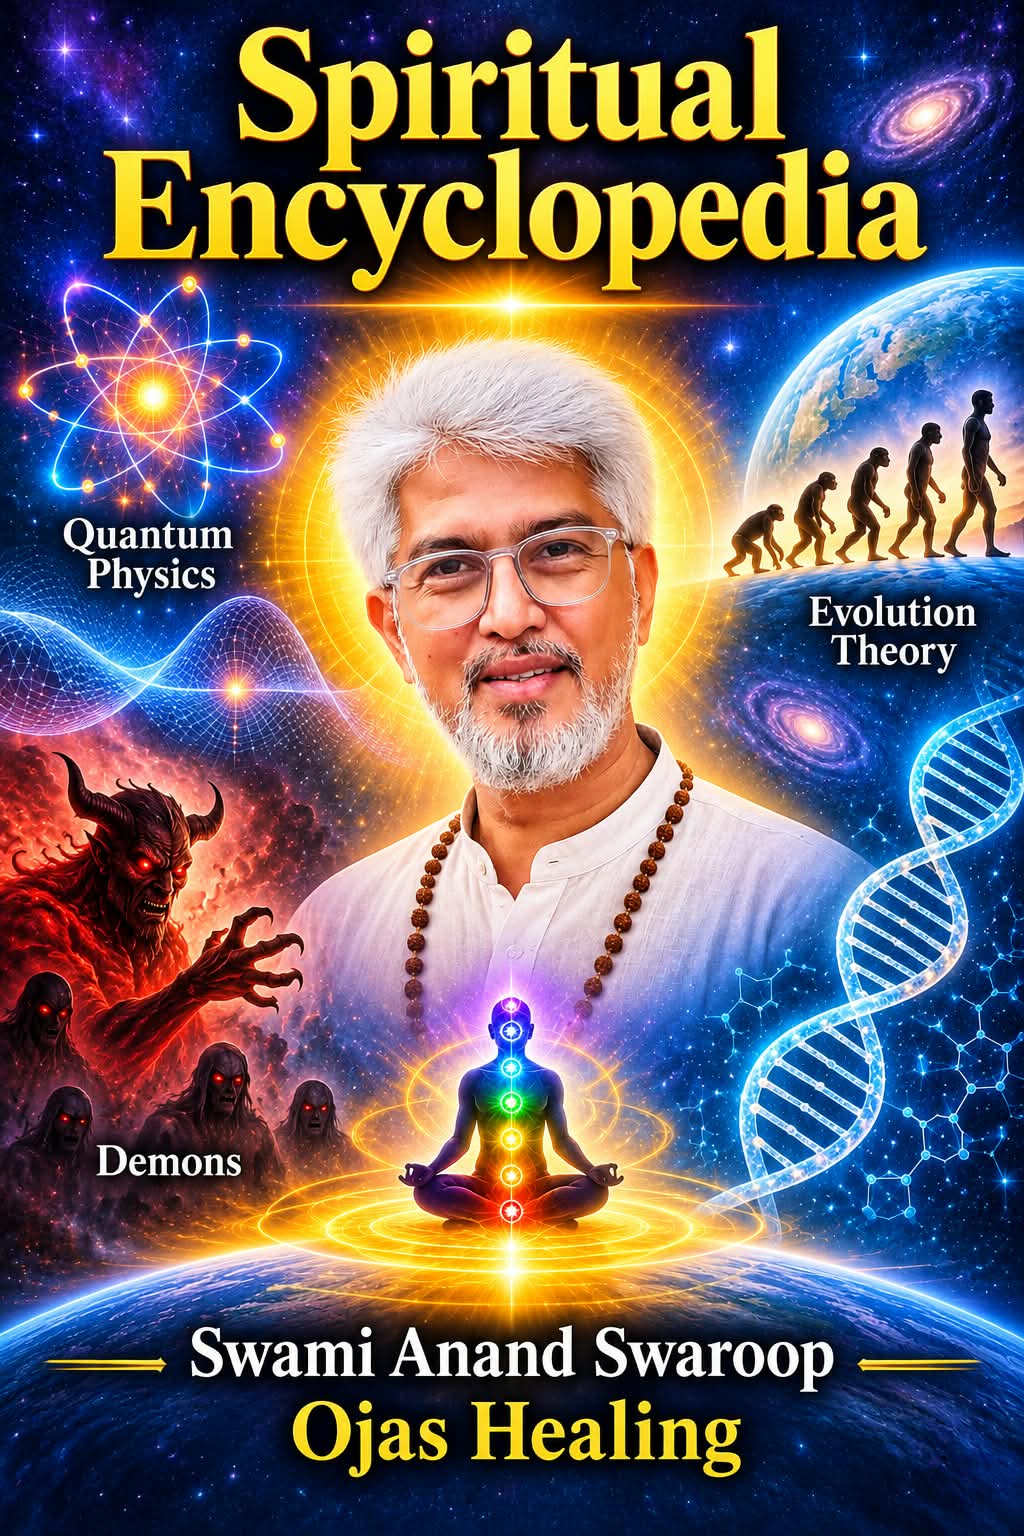 Spiritual
Encyclopedia
Quantum
Physics
Evolution
Theory
Demons
Swami Anand Swaroop
Ojas Healing